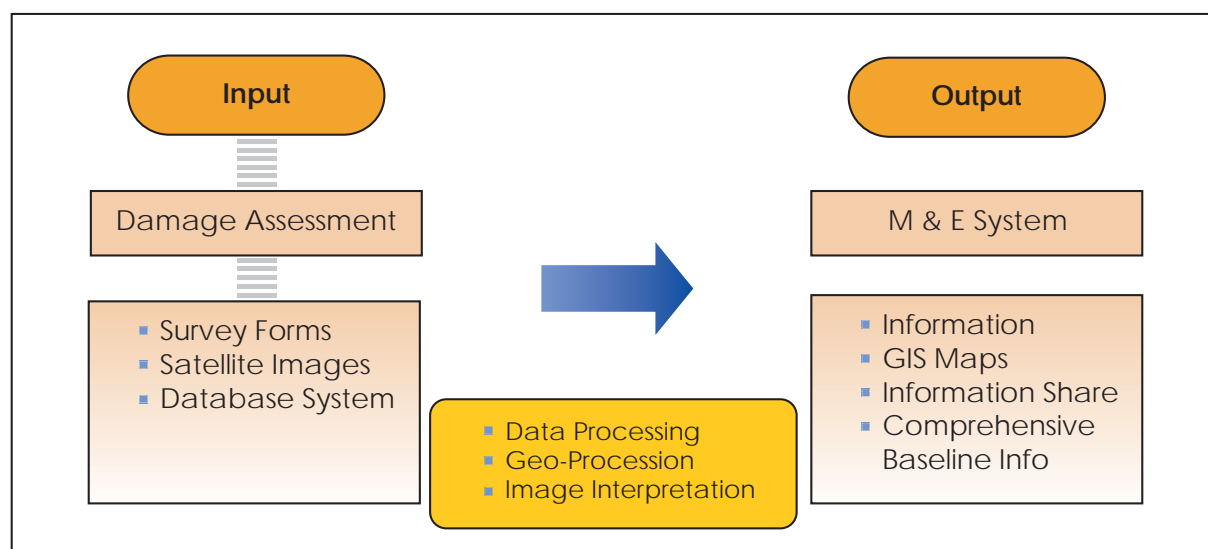 Input
Damage Assessment
Survey Forms
Satellite Images
Database System
Data Processing
Geo-Procession
Image Interpretation
Output
M & E System
Information
GIS Maps
Information Share
Comprehensive
Baseline Info